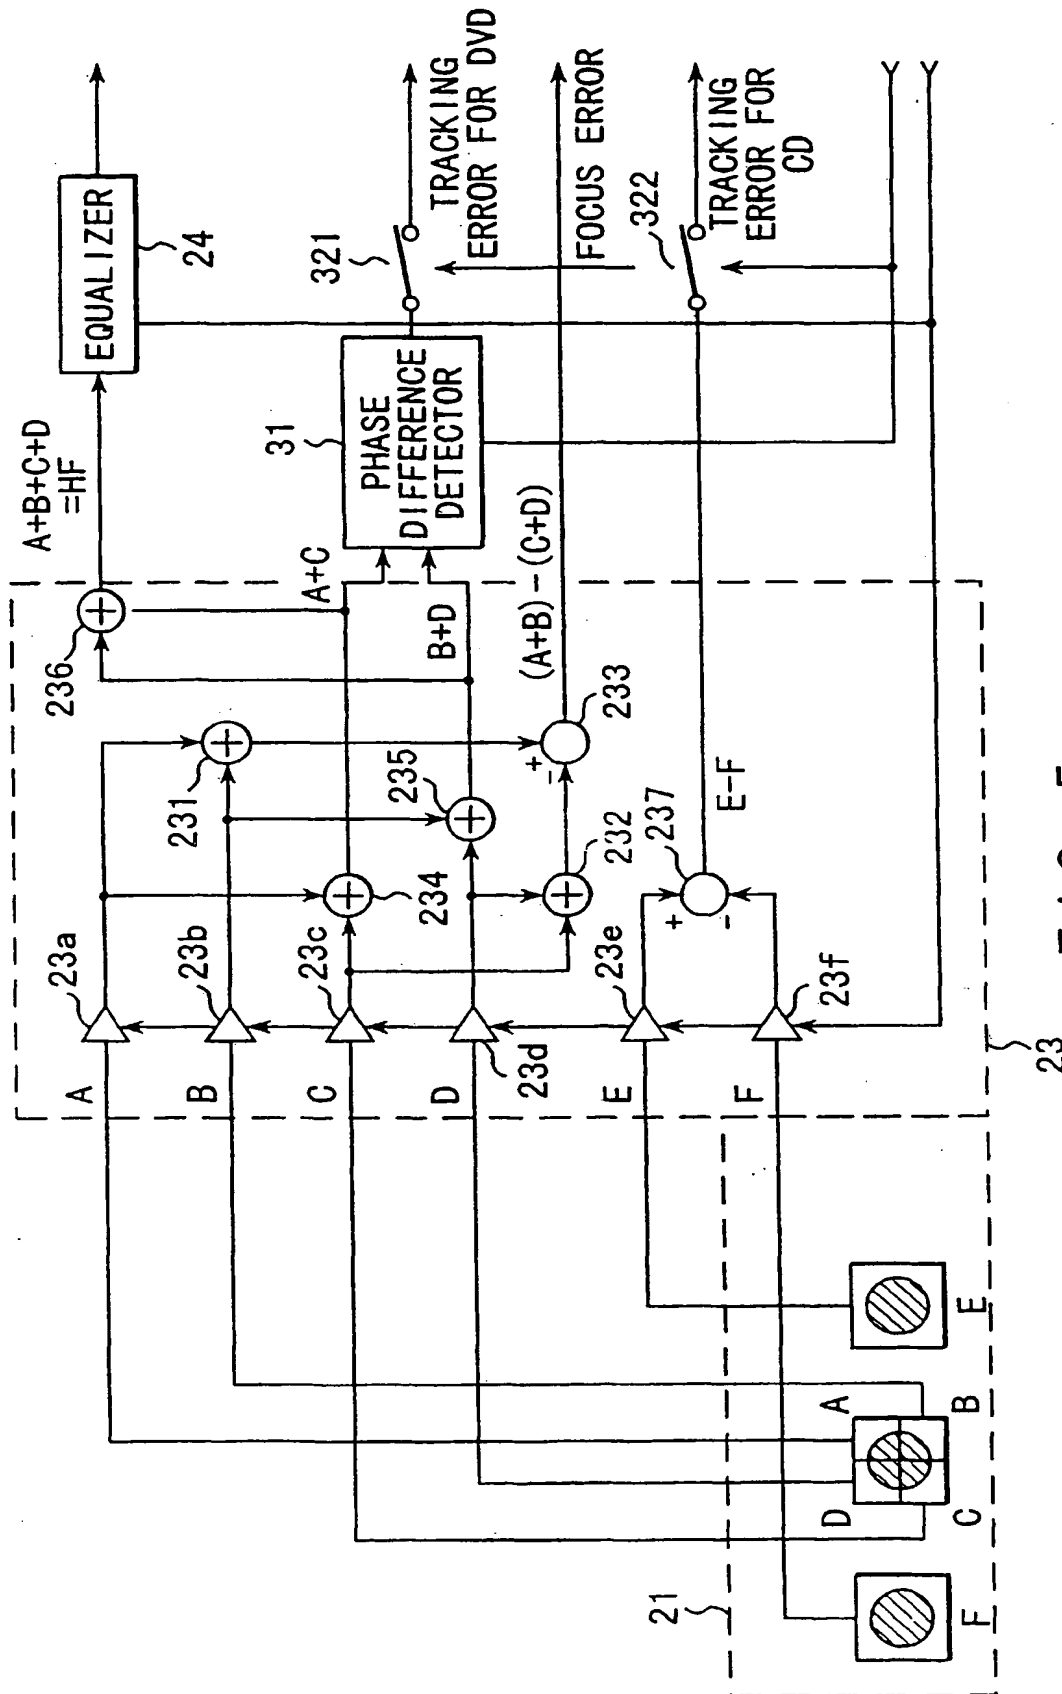 A+B+C+D
=HF
EQUALIZER
24
236
A+C
31
PHASE
DIFFERENCE
DETECTOR
321
TRACKING
ERROR FOR DVD
B+D
(A+B)-(C+D)
FOCUS ERROR
322
TRACKING
ERROR FOR
CD
23a
A
231
23b
B
235
233
+
-
23c
C
234
232
23d
D
23e
E
237
+
-
E-F
23f
F
23
21
F
D
A
C
B
E